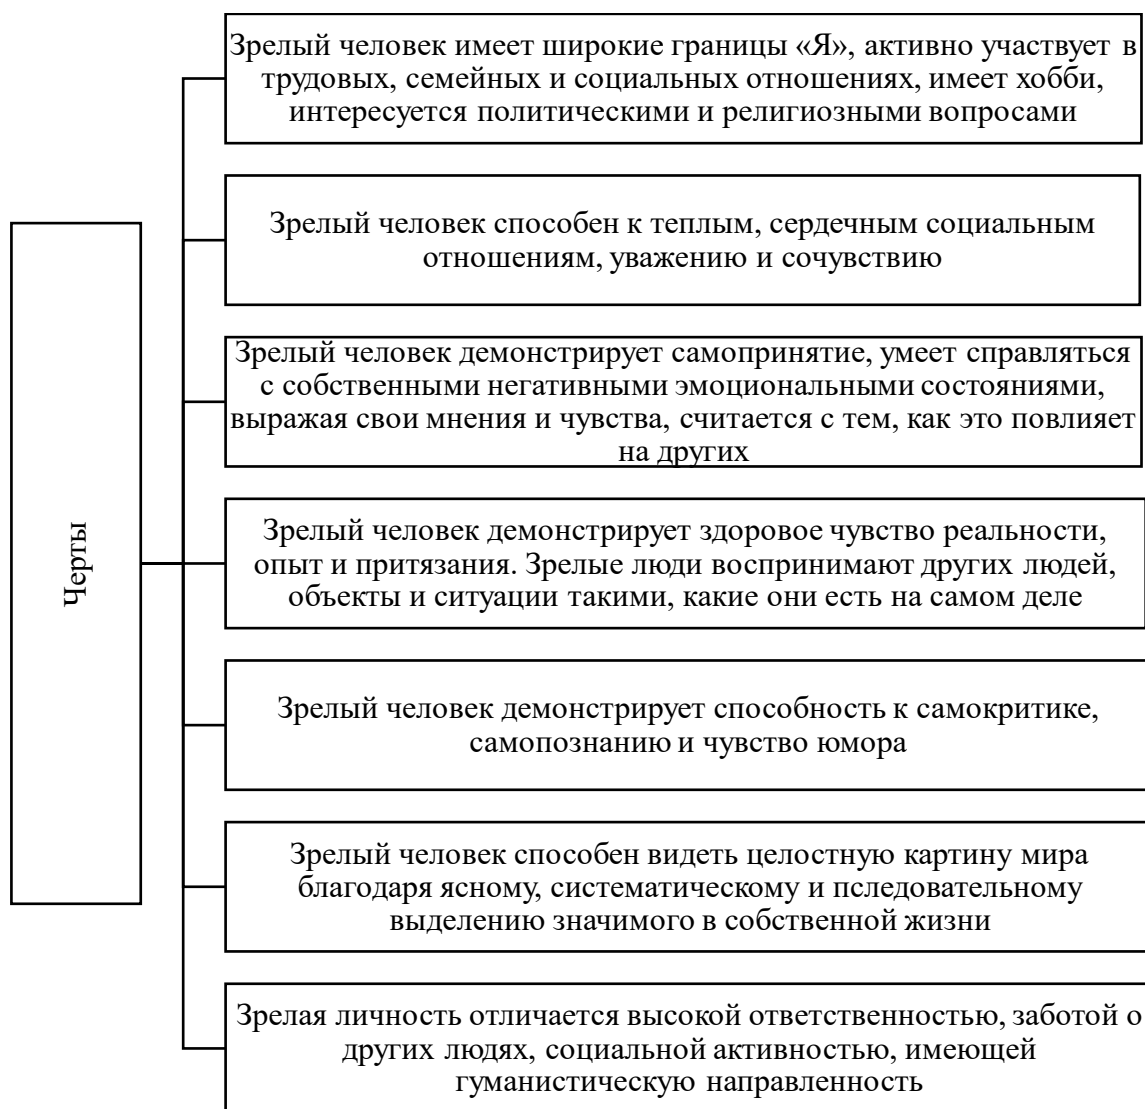 Зрелый человек имеет широкие границы «Я», активно участвует в
трудовых, семейных и социальных отношениях, имеет хобби,
интересуется политическими и религиозными вопросами
Зрелый человек способен к теплым, сердечным социальным
отношениям, уважению и сочувствию
Зрелый человек демонстрирует самопринятие, умеет справляться
с собственными негативными эмоциональными состояниями,
выражая свои мнения и чувства, считается с тем, как это повлияет
на других
Черты
Зрелый человек демонстрирует здоровое чувство реальности,
опыт и притязания. Зрелые люди воспринимают других людей,
объекты и ситуации такими, какие они есть на самом деле
Зрелый человек демонстрирует способность к самокритике,
самопознанию и чувство юмора
Зрелый человек способен видеть целостную картину мира
благодаря ясному, систематическому и пследовательному
выделению значимого в собственной жизни
Зрелая личность отличается высокой ответственностью, заботой о
других людях, социальной активностью, имеющей
гуманистическую направленность